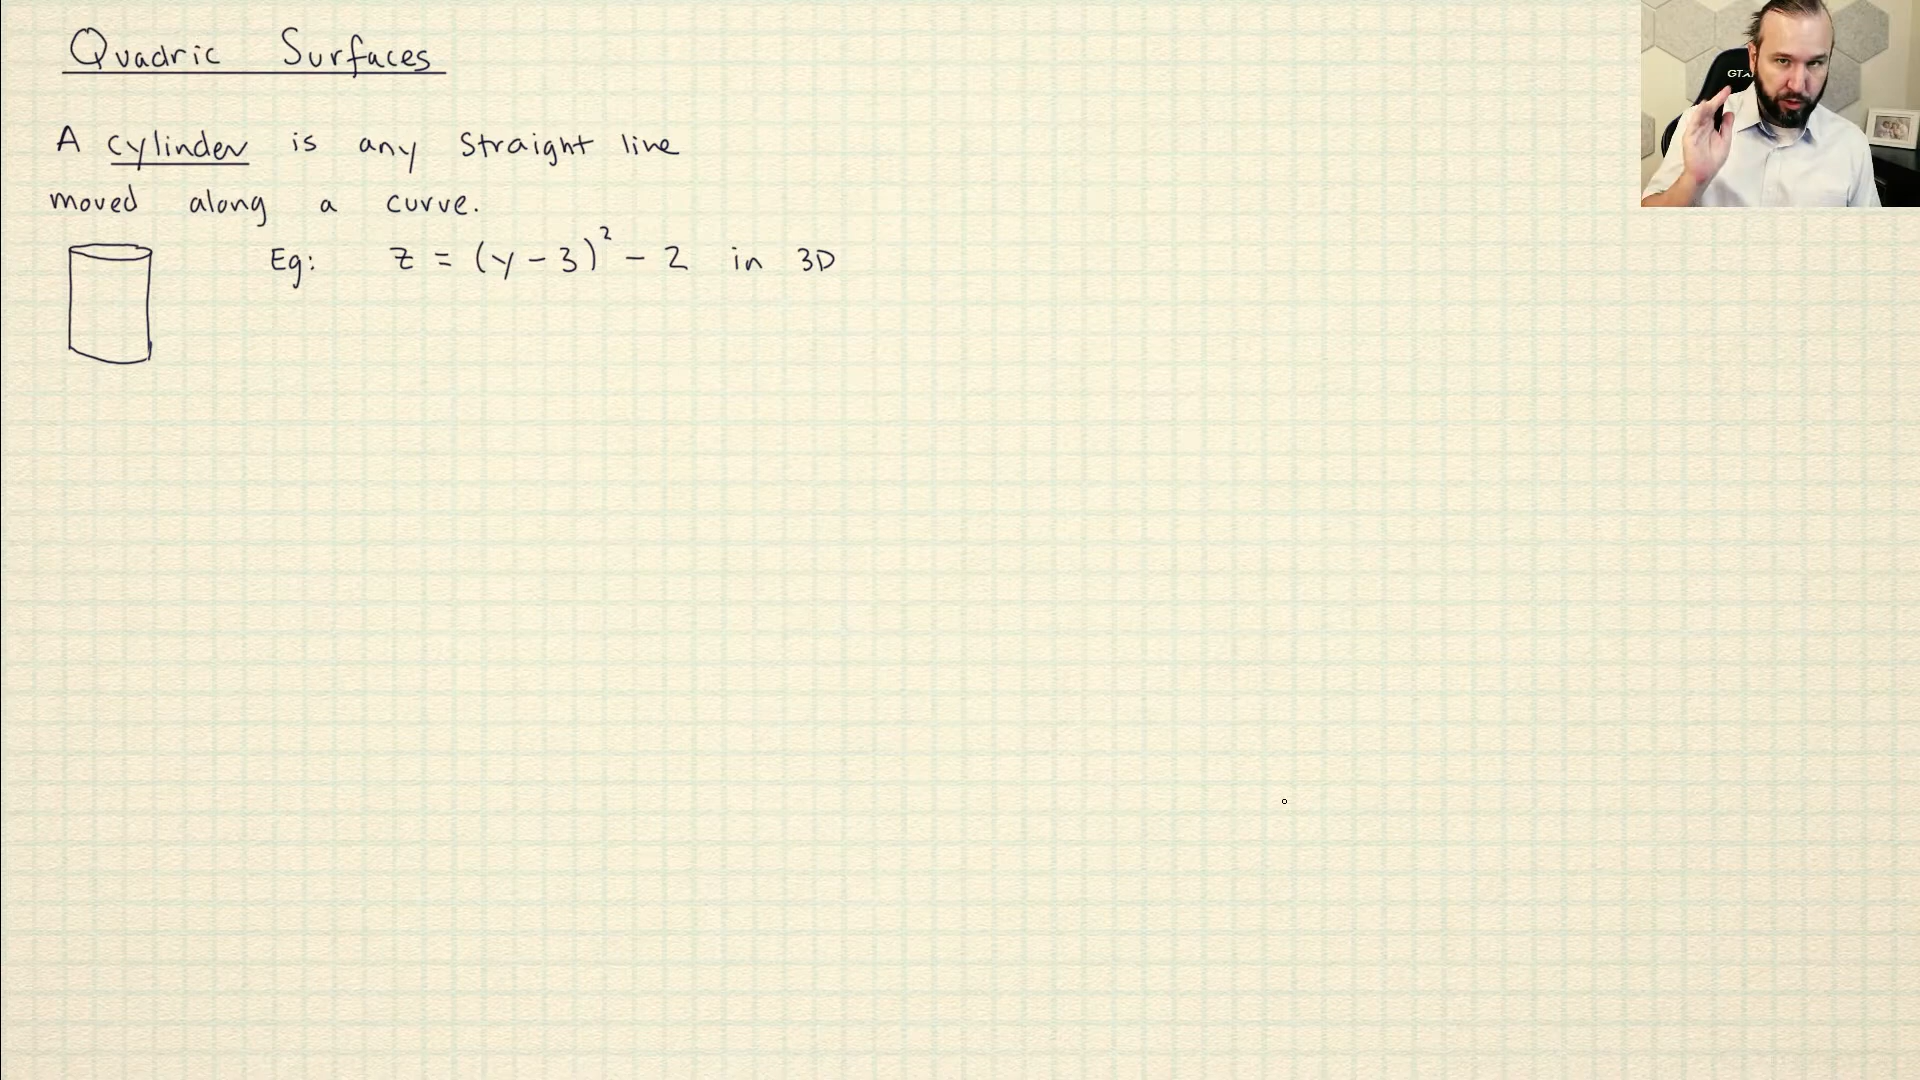 Quadric Surfaces
A cylinder is any straight line
moved along a curve.
Eg: z = (y - 3)² - 2 in 3D